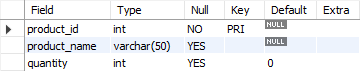 Field Type Null Key Default Extra
product_id int NO PRI NULL
product_name varchar(50) YES NULL
quantity int YES 0